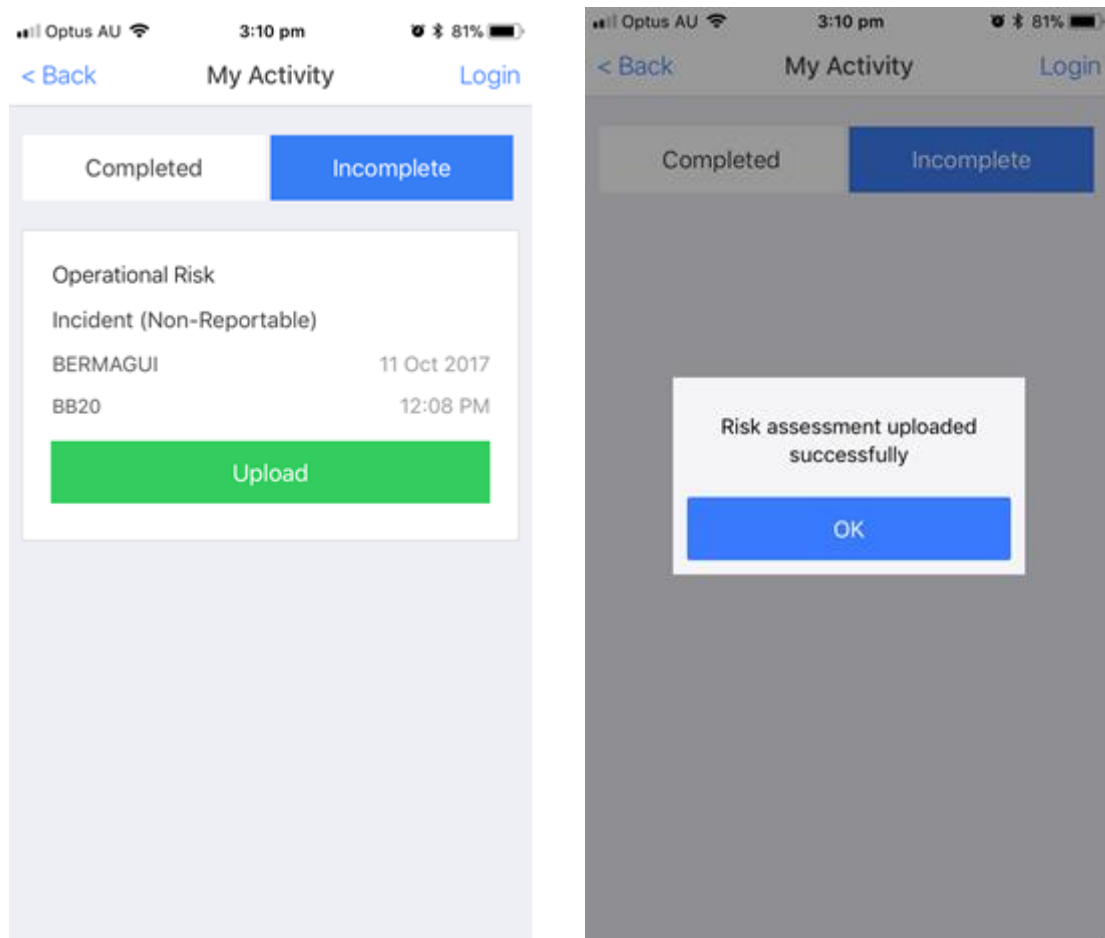 Optus AU 3:10 pm 81%
< Back My Activity Login
Completed Incomplete
Operational Risk
Incident (Non-Reportable)
BERMAGUI 11 Oct 2017
BB20 12:08 PM
Upload
Optus AU 3:10 pm 81%
< Back My Activity Login
Completed Incomplete
Risk assessment uploaded
successfully
OK